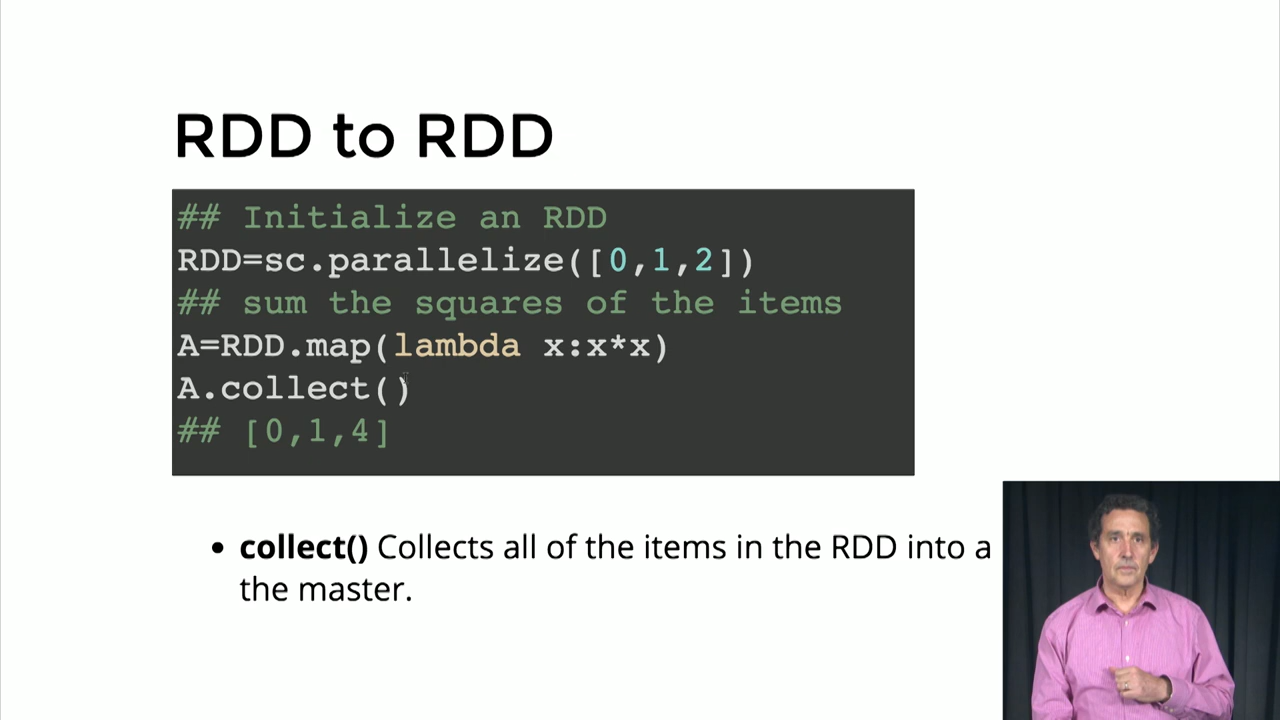 RDD to RDD
## Initialize an RDD
RDD=sc.parallelize([0,1,2])
## sum the squares of the items
A=RDD.map(lambda x:x*x)
A.collect()
## [0,1,4]
• collect() Collects all of the items in the RDD into a
the master.